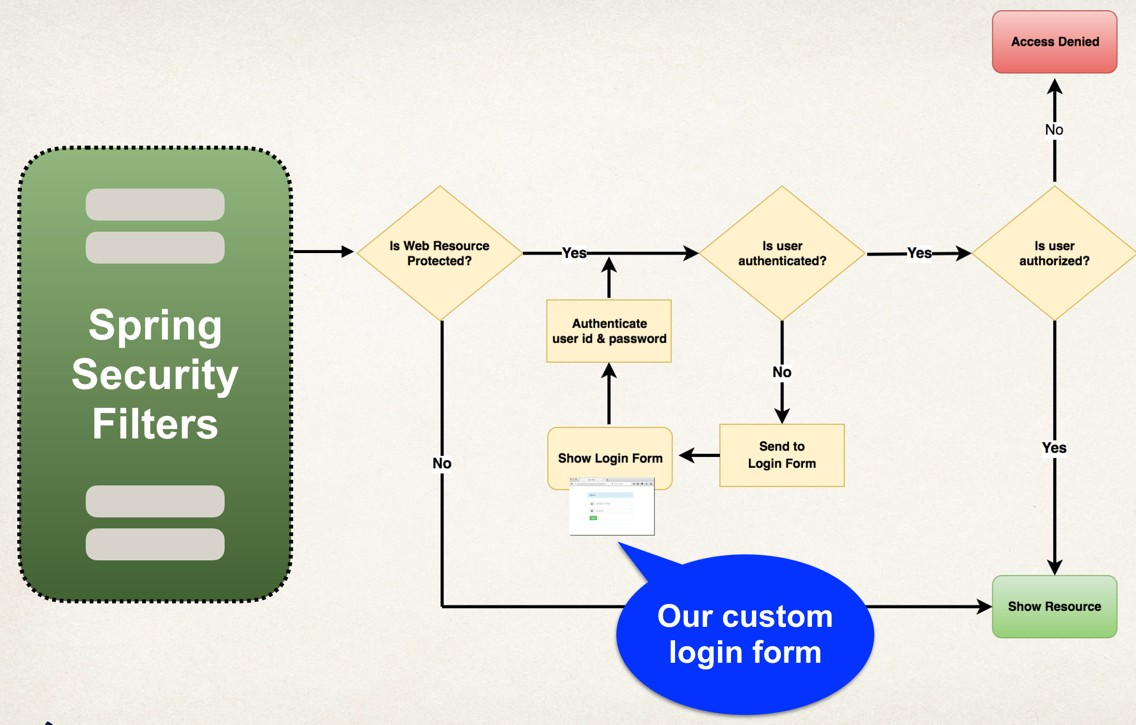 Access Denied
No
Spring
Security
Filters
Is Web Resource
Protected?
Yes
Is user
authenticated?
Yes
Is user
authorized?
Authenticate
user id & password
No
Show Login Form
Send to
Login Form
No
Yes
Our custom
login form
Show Resource